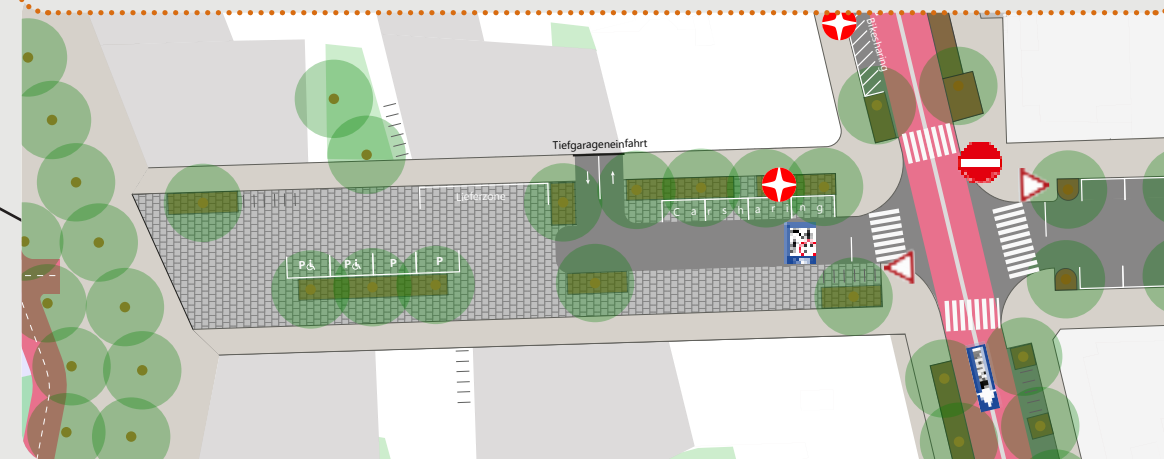 Bikesharing
Tiefgarageneinfahrt
Lieferzone
Carsharing
P♿ P♿ P P